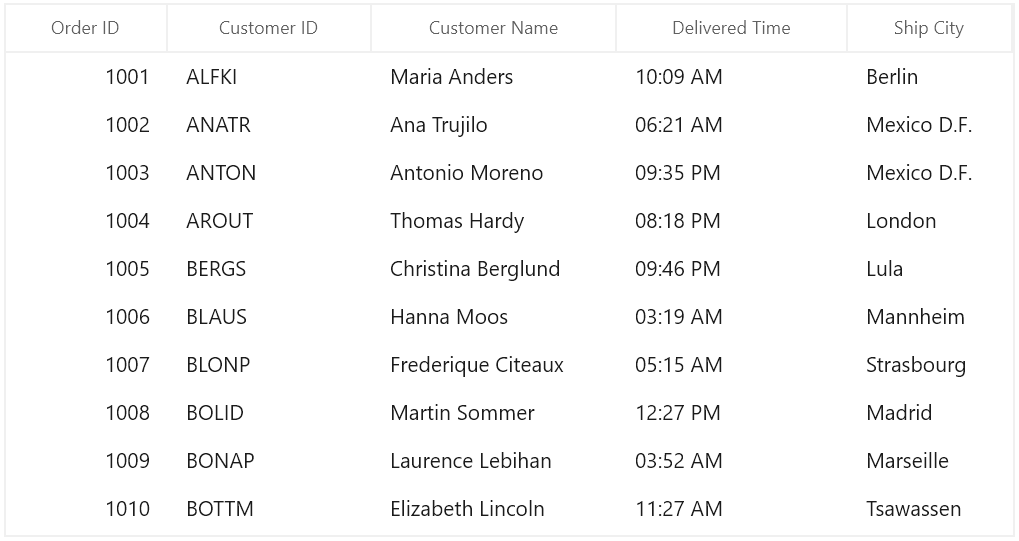 Order ID Customer ID Customer Name Delivered Time Ship City
1001 ALFKI Maria Anders 10:09 AM Berlin
1002 ANATR Ana Trujilo 06:21 AM Mexico D.F.
1003 ANTON Antonio Moreno 09:35 PM Mexico D.F.
1004 AROUT Thomas Hardy 08:18 PM London
1005 BERGS Christina Berglund 09:46 PM Lula
1006 BLAUS Hanna Moos 03:19 AM Mannheim
1007 BLONP Frederique Citeaux 05:15 AM Strasbourg
1008 BOLID Martin Sommer 12:27 PM Madrid
1009 BONAP Laurence Lebihan 03:52 AM Marseille
1010 BOTTM Elizabeth Lincoln 11:27 AM Tsawassen